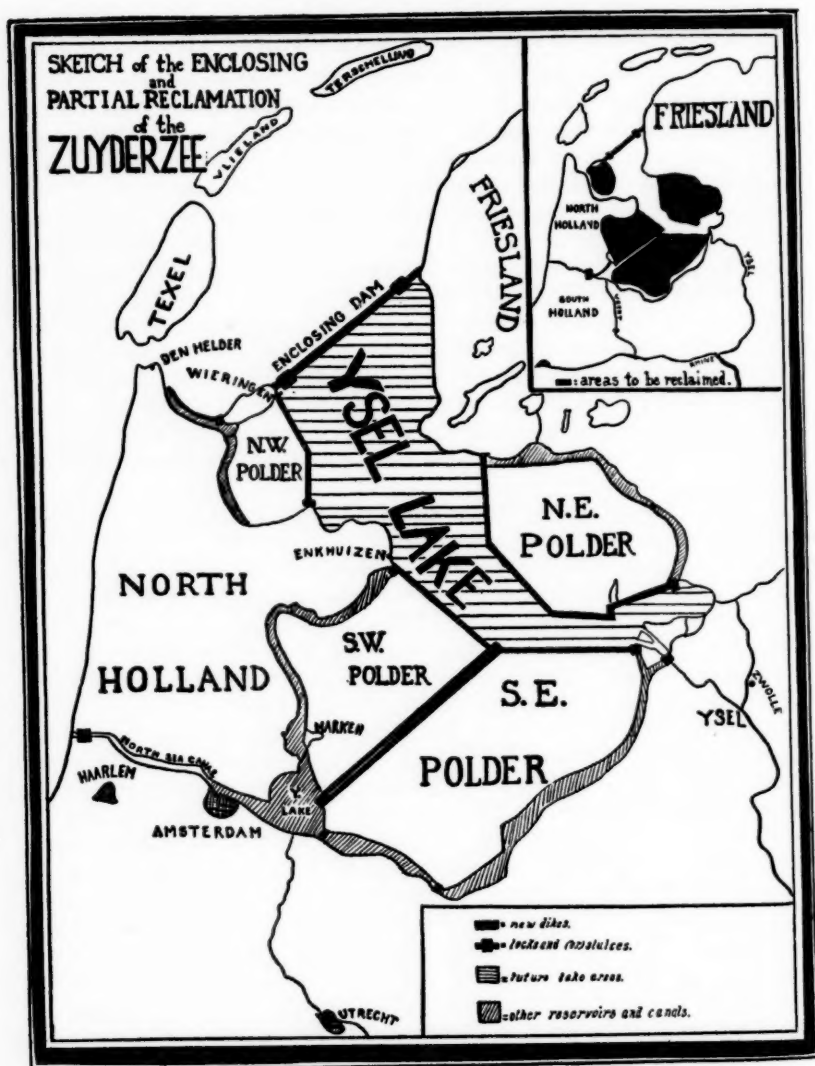 SKETCH of the ENCLOSING
and
PARTIAL RECLAMATION
of the
ZUYDERZEE
TERSCHELLING
VLIELAND
TEXEL
DEN HELDER
WIERINGEN
ENCLOSING DAM
FRIESLAND
YSEL LAKE
N.W.
POLDER
N.E.
POLDER
ENKHUIZEN
NORTH
HOLLAND
S.W.
POLDER
S.E.
POLDER
MARKEN
NORTH SEA CANAL
HAARLEM
AMSTERDAM
Y.
LAKE
ZWOLLE
YSEL
UTRECHT
FRIESLAND
NORTH
HOLLAND
SOUTH
HOLLAND
VECHT
YSEL
RHINE
= areas to be reclaimed.
= new dikes.
= locks and (or) sluices.
= future lake areas.
= other reservoirs and canals.